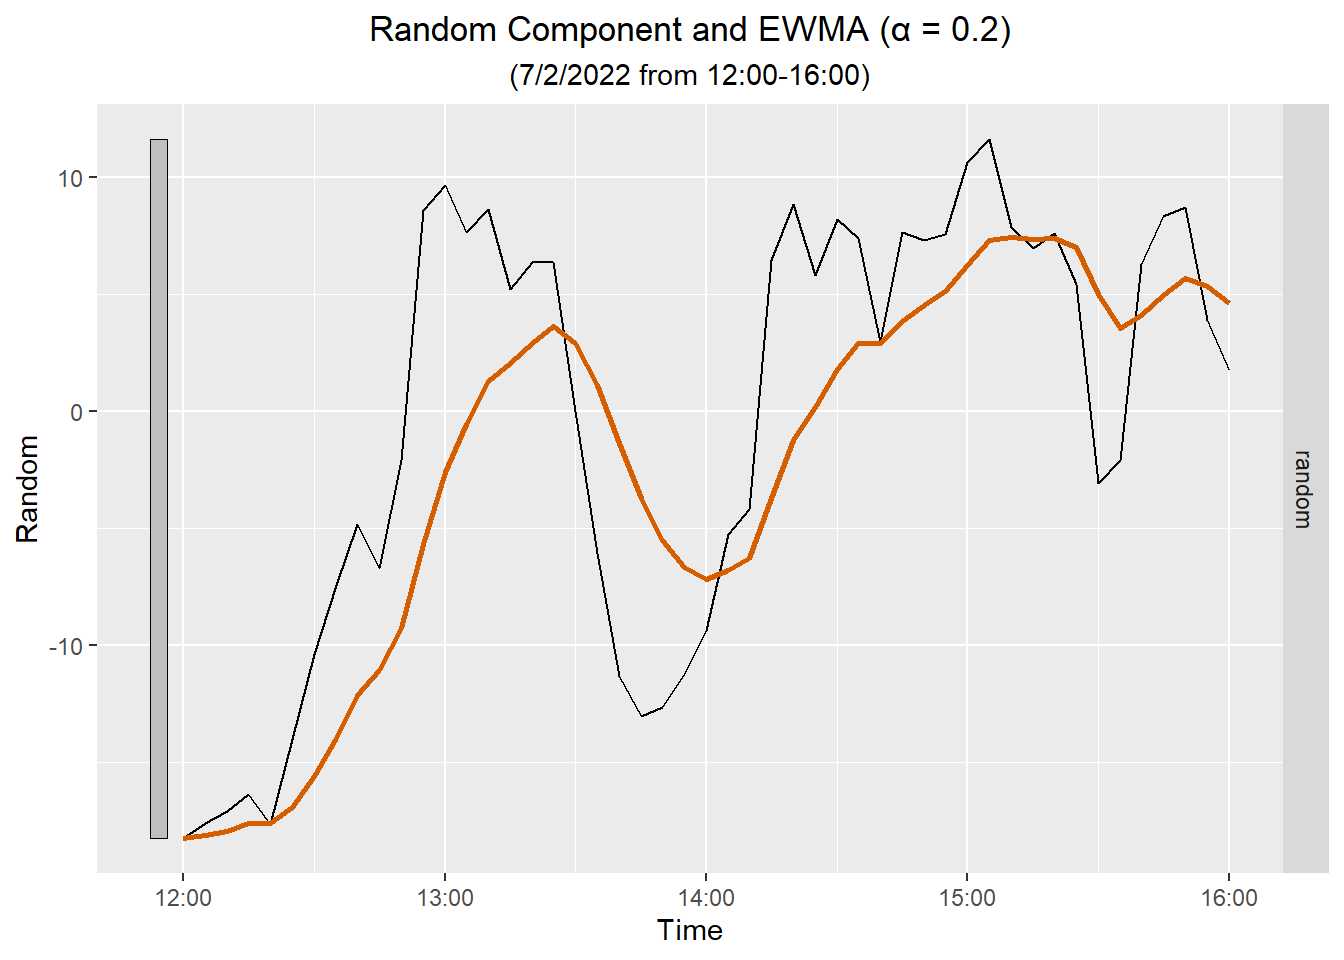 Random Component and EWMA (α = 0.2)
(7/2/2022 from 12:00-16:00)
10
0
-10
Random
random
12:00 13:00 14:00 15:00 16:00
Time